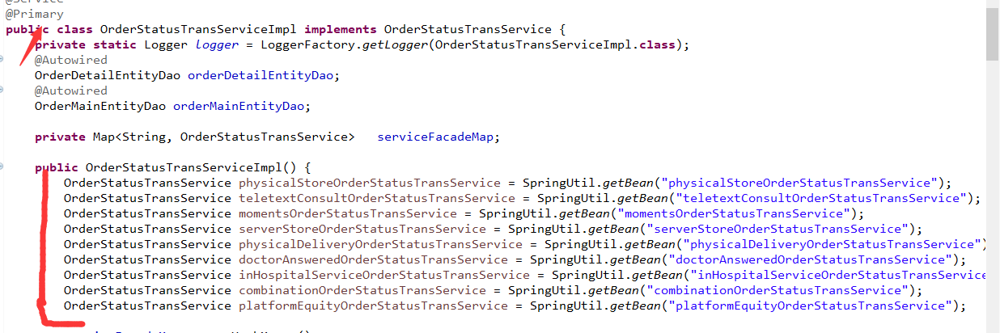 @Service
@Primary
public class OrderStatusTransServiceImpl implements OrderStatusTransService {
private static Logger logger = LoggerFactory.getLogger(OrderStatusTransServiceImpl.class);
@Autowired
OrderDetailEntityDao orderDetailEntityDao;
@Autowired
OrderMainEntityDao orderMainEntityDao;
private Map<String, OrderStatusTransService> serviceFacadeMap;
public OrderStatusTransServiceImpl() {
OrderStatusTransService physicalStoreOrderStatusTransService = SpringUtil.getBean("physicalStoreOrderStatusTransService");
OrderStatusTransService teletextConsultOrderStatusTransService = SpringUtil.getBean("teletextConsultOrderStatusTransService");
OrderStatusTransService momentsOrderStatusTransService = SpringUtil.getBean("momentsOrderStatusTransService");
OrderStatusTransService serverStoreOrderStatusTransService = SpringUtil.getBean("serverStoreOrderStatusTransService");
OrderStatusTransService physicalDeliveryOrderStatusTransService = SpringUtil.getBean("physicalDeliveryOrderStatusTransService")
OrderStatusTransService doctorAnsweredOrderStatusTransService = SpringUtil.getBean("doctorAnsweredOrderStatusTransService");
OrderStatusTransService inHospitalServiceOrderStatusTransService = SpringUtil.getBean("inHospitalServiceOrderStatusTransService
OrderStatusTransService combinationOrderStatusTransService = SpringUtil.getBean("combinationOrderStatusTransService");
OrderStatusTransService platformEquityOrderStatusTransService = SpringUtil.getBean("platformEquityOrderStatusTransService");